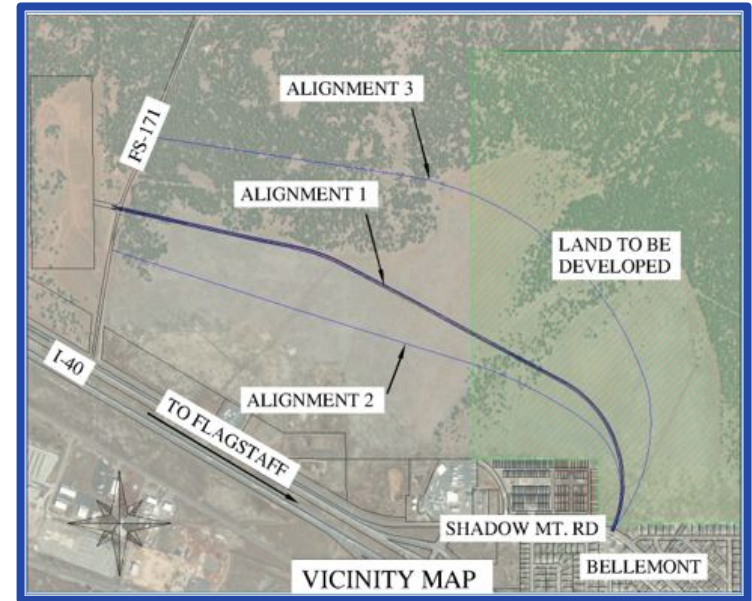 ALIGNMENT 3
FS-171
ALIGNMENT 1
LAND TO BE
DEVELOPED
I-40
ALIGNMENT 2
TO FLAGSTAFF
SHADOW MT. RD
BELLEMONT
VICINITY MAP